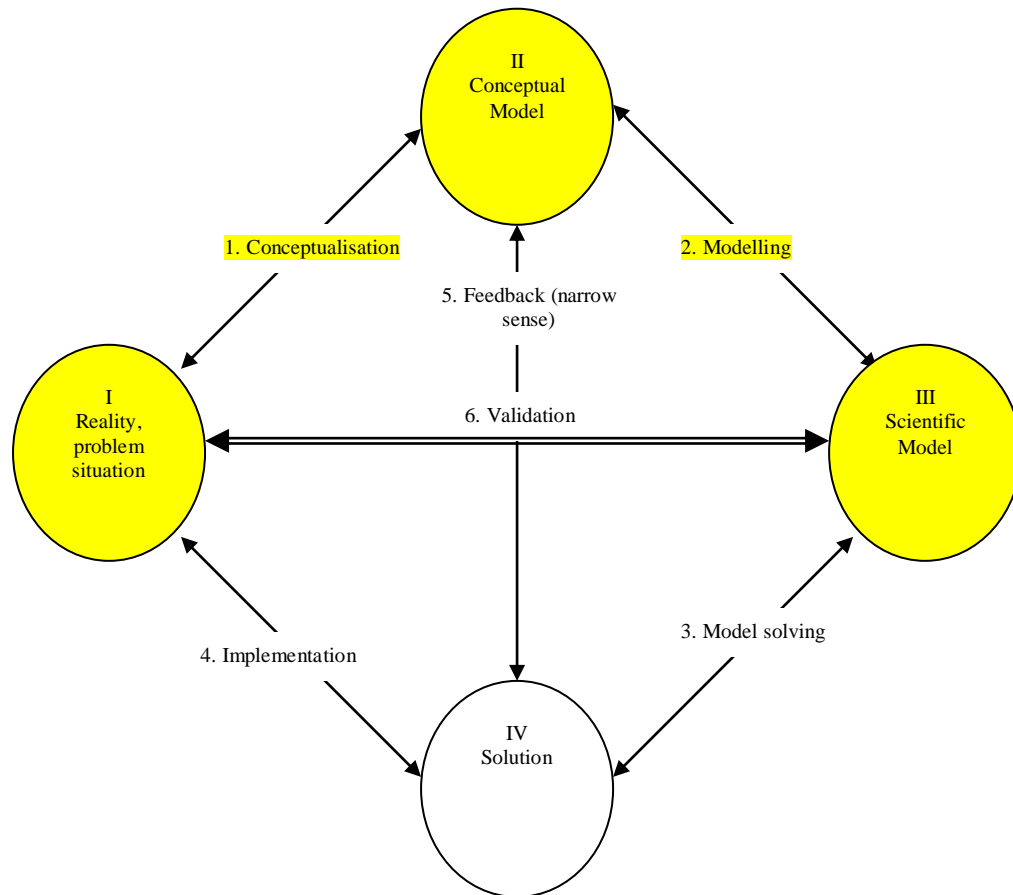 II
Conceptual
Model
1. Conceptualisation
2. Modelling
5. Feedback (narrow
sense)
I
Reality,
problem
situation
6. Validation
III
Scientific
Model
3. Model solving
4. Implementation
IV
Solution